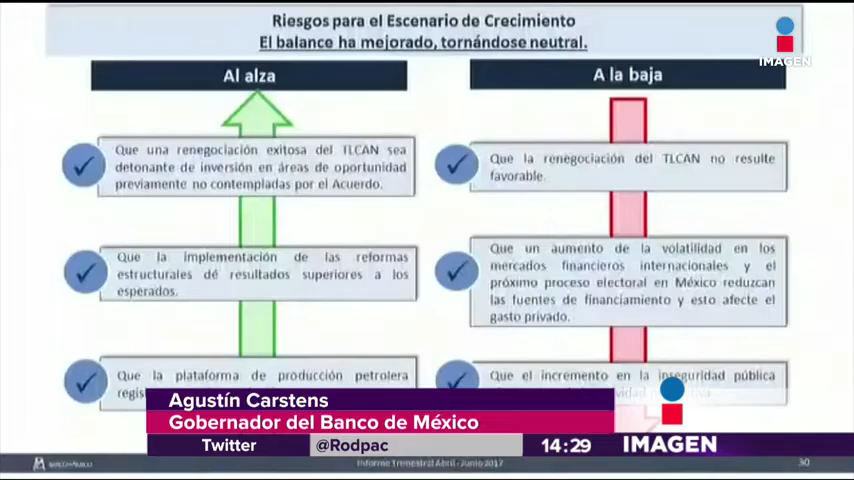 Riesgos para el Escenario de Crecimiento
El balance ha mejorado, tornándose neutral.
IMAGEN
Al alza
A la baja
Que una renegociación exitosa del TLCAN sea
detonante de inversión en áreas de oportunidad
previamente no contempladas por el Acuerdo.
Que la renegociación del TLCAN no resulte
favorable.
Que la implementación de las reformas
estructurales dé resultados superiores a los
esperados.
Que un aumento de la volatilidad en los
mercados financieros internacionales y el
próximo proceso electoral en México reduzcan
las fuentes de financiamiento y esto afecte el
gasto privado.
Que la plataforma de producción petrolera
Que el incremento en la inseguridad pública
Agustín Carstens
Gobernador del Banco de México
Twitter @Rodpac 14:29 IMAGEN
BANCO DE MÉXICO Informe Trimestral Abril - Junio 2017 30